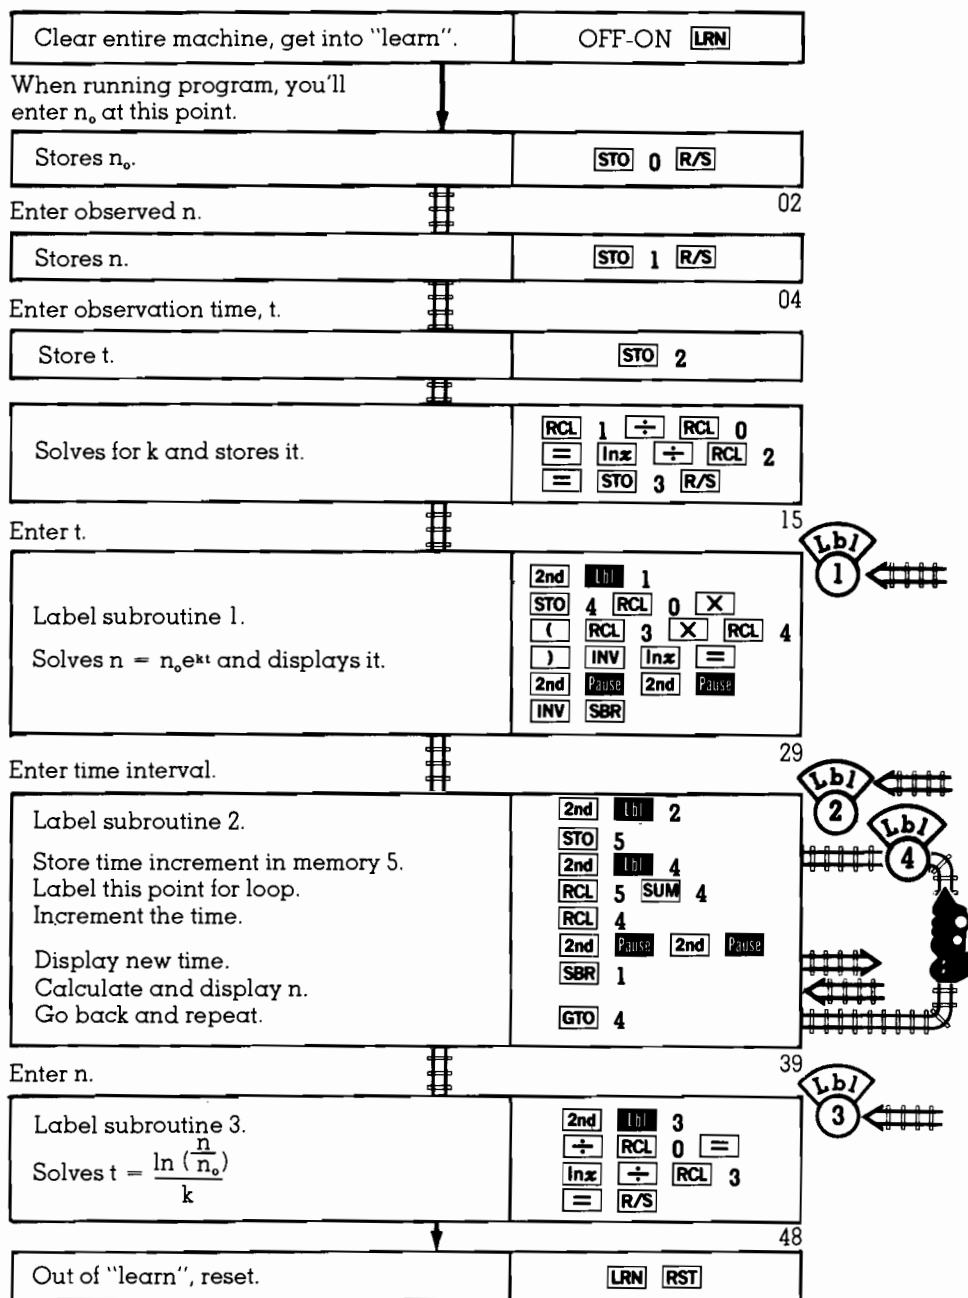 Clear entire machine, get into "learn". OFF-ON LRN
When running program, you'll
enter n₀ at this point.
Stores n₀. STO 0 R/S
02
Enter observed n.
Stores n. STO 1 R/S
04
Enter observation time, t.
Store t. STO 2
Solves for k and stores it.
RCL 1 ÷ RCL 0
= lnx ÷ RCL 2
= STO 3 R/S
15
Enter t.
Lbl
1
Label subroutine 1.
Solves n = n₀eᵏᵗ and displays it.
2nd Lbl 1
STO 4 RCL 0 X
( RCL 3 X RCL 4
) INV lnx =
2nd Pause 2nd Pause
INV SBR
29
Enter time interval.
Lbl
2
Lbl
4
Label subroutine 2.
Store time increment in memory 5.
Label this point for loop.
Increment the time.
Display new time.
Calculate and display n.
Go back and repeat.
2nd Lbl 2
STO 5
2nd Lbl 4
RCL 5 SUM 4
RCL 4
2nd Pause 2nd Pause
SBR 1
GTO 4
39
Enter n.
Lbl
3
Label subroutine 3.
Solves t = ln (n/n₀) / k
2nd Lbl 3
÷ RCL 0 =
lnx ÷ RCL 3
= R/S
48
Out of "learn", reset. LRN RST